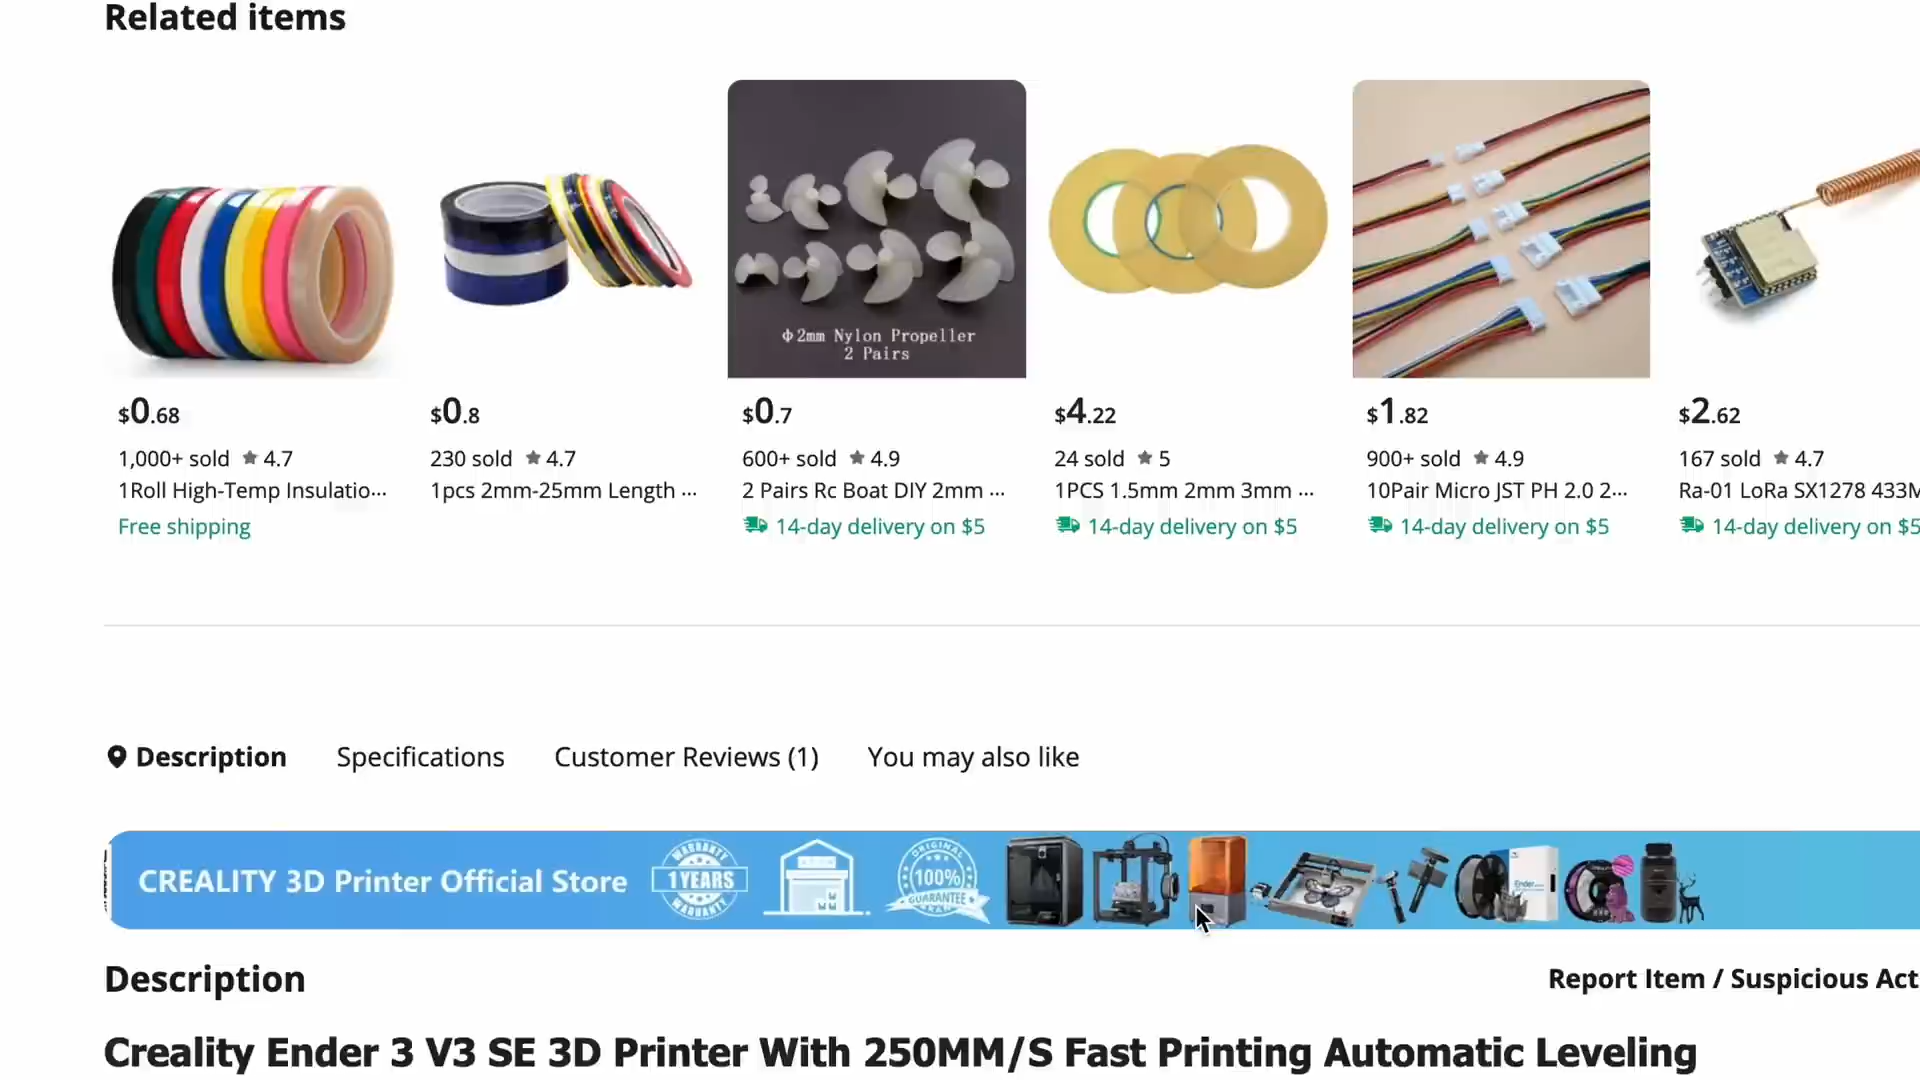 Related items
Φ2mm Nylon Propeller
2 Pairs
$0.68
1,000+ sold ★ 4.7
1Roll High-Temp Insulatio...
Free shipping
$0.8
230 sold ★ 4.7
1pcs 2mm-25mm Length ...
$0.7
600+ sold ★ 4.9
2 Pairs Rc Boat DIY 2mm ...
14-day delivery on $5
$4.22
24 sold ★ 5
1PCS 1.5mm 2mm 3mm ...
14-day delivery on $5
$1.82
900+ sold ★ 4.9
10Pair Micro JST PH 2.0 2...
14-day delivery on $5
$2.62
167 sold ★ 4.7
Ra-01 LoRa SX1278 433M
14-day delivery on $5
Description Specifications Customer Reviews (1) You may also like
CREALITY 3D Printer Official Store
WARRANTY
1YEARS
WARRANTY
ORIGINAL
100%
GUARANTEE
Ender
Description
Report Item / Suspicious Act
Creality Ender 3 V3 SE 3D Printer With 250MM/S Fast Printing Automatic Leveling